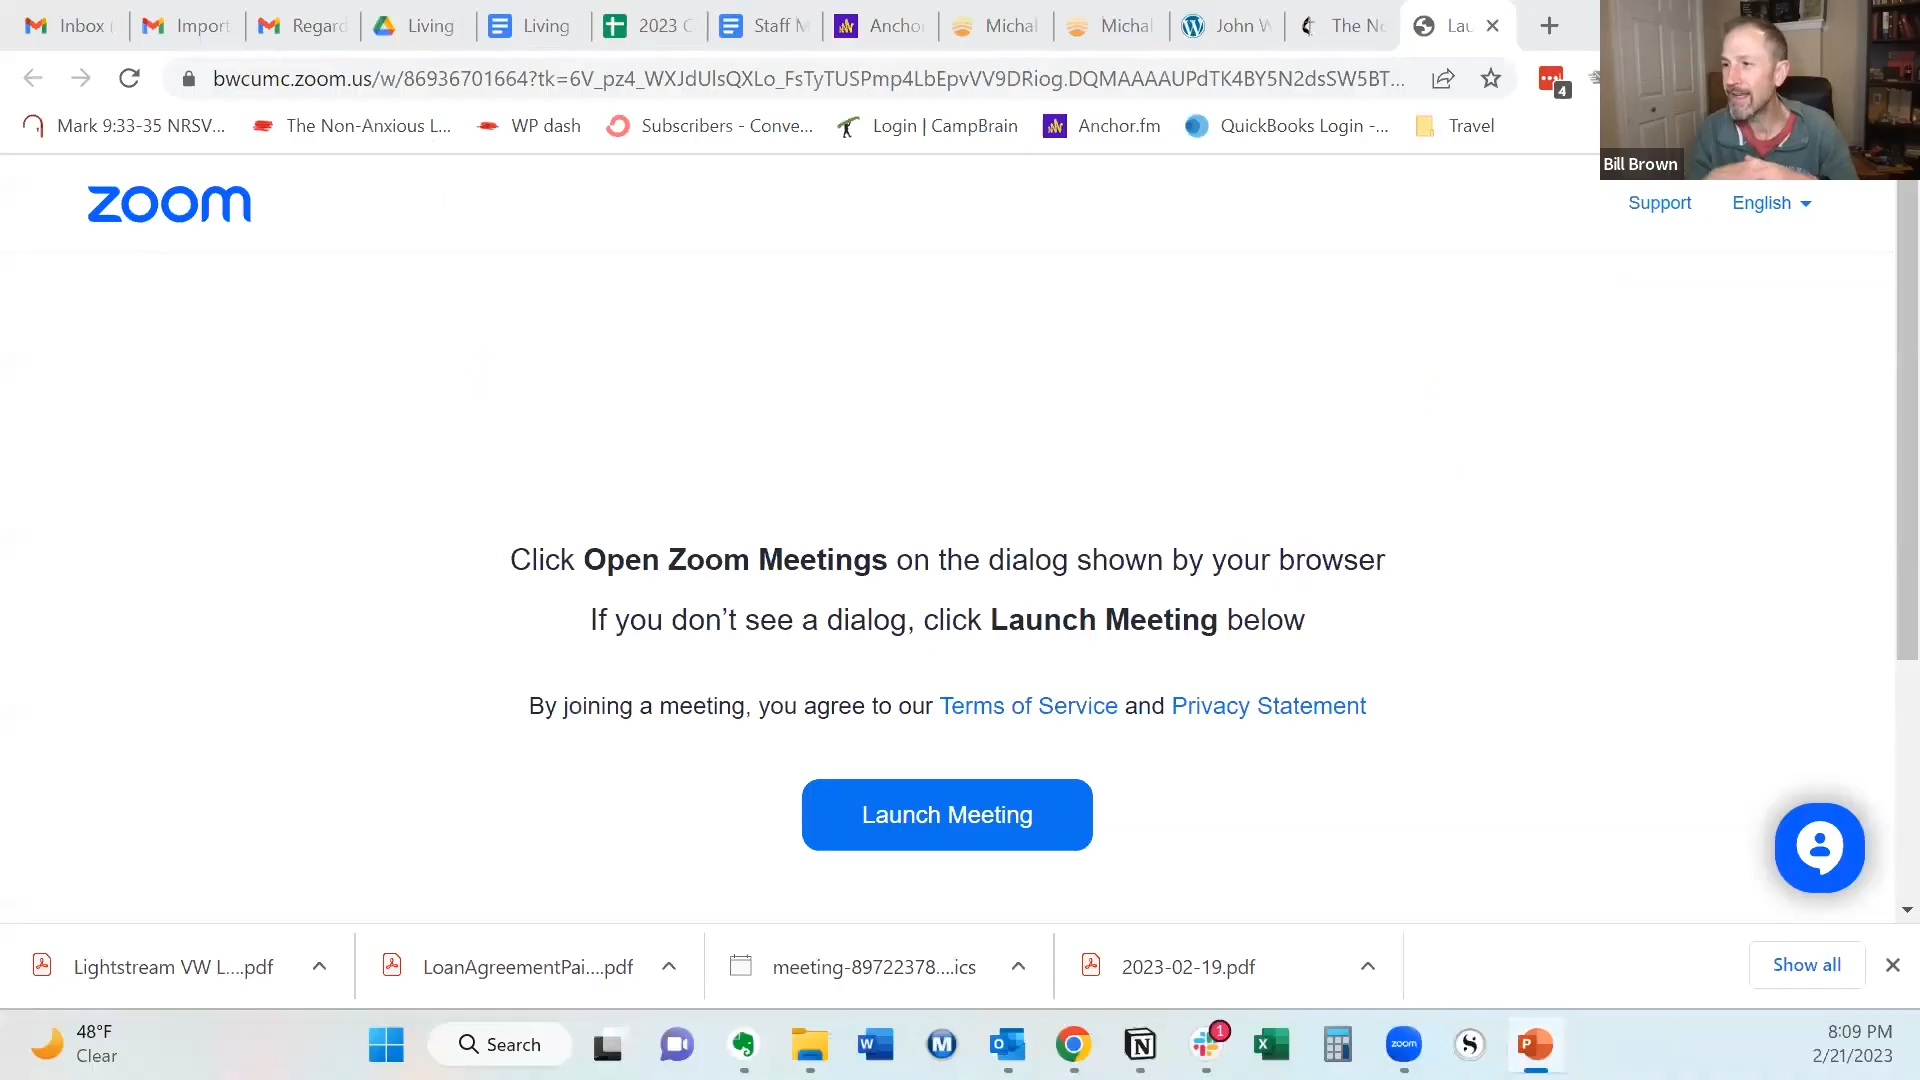 Inbox
Import
Regard
Living
Living
2023 C
Staff M
Ancho
Michal
Michal
John W
The Ne
Lau
bwcumc.zoom.us/w/86936701664?tk=6V_pz4_WXJdUlsQXLo_FsTyTUSPmp4LbEpvVV9DRiog.DQMAAAAUPdTK4BY5N2dsSW5BT...
4
Mark 9:33-35 NRSV...
The Non-Anxious L...
WP dash
Subscribers - Conve...
Login | CampBrain
Anchor.fm
QuickBooks Login -...
Travel
Bill Brown
zoom
Support
English
Click Open Zoom Meetings on the dialog shown by your browser
If you don’t see a dialog, click Launch Meeting below
By joining a meeting, you agree to our Terms of Service and Privacy Statement
Launch Meeting
Lightstream VW L....pdf
LoanAgreementPai....pdf
meeting-89722378....ics
2023-02-19.pdf
Show all
48°F
Clear
Search
zoom
1
8:09 PM
2/21/2023